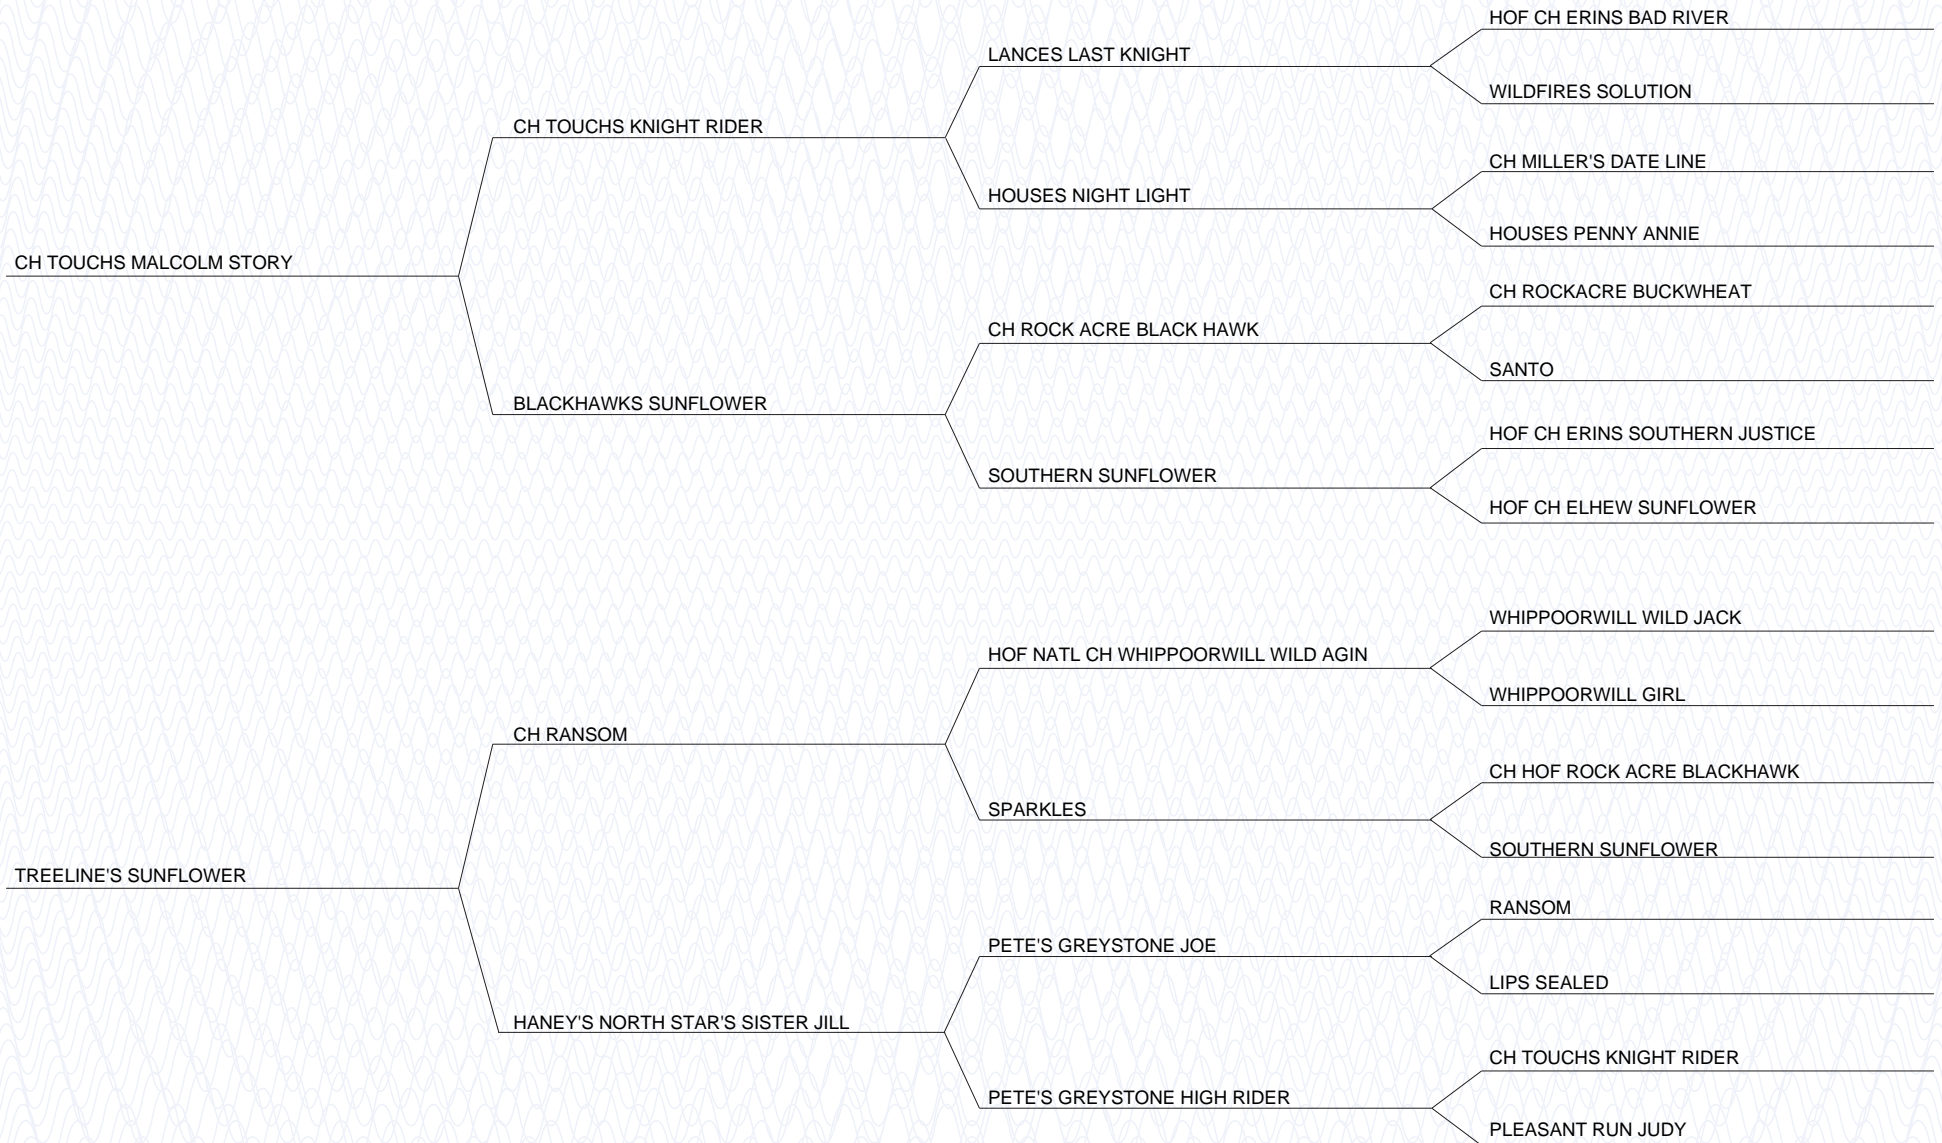 HOF CH ERINS BAD RIVER
LANCES LAST KNIGHT
WILDFIRES SOLUTION
CH TOUCHS KNIGHT RIDER
CH MILLER'S DATE LINE
HOUSES NIGHT LIGHT
HOUSES PENNY ANNIE
CH TOUCHS MALCOLM STORY
CH ROCKACRE BUCKWHEAT
CH ROCK ACRE BLACK HAWK
SANTO
BLACKHAWKS SUNFLOWER
HOF CH ERINS SOUTHERN JUSTICE
SOUTHERN SUNFLOWER
HOF CH ELHEW SUNFLOWER
WHIPPOORWILL WILD JACK
HOF NATL CH WHIPPOORWILL WILD AGIN
WHIPPOORWILL GIRL
CH RANSOM
CH HOF ROCK ACRE BLACKHAWK
SPARKLES
SOUTHERN SUNFLOWER
TREELINE'S SUNFLOWER
RANSOM
PETE'S GREYSTONE JOE
LIPS SEALED
HANEY'S NORTH STAR'S SISTER JILL
CH TOUCHS KNIGHT RIDER
PETE'S GREYSTONE HIGH RIDER
PLEASANT RUN JUDY